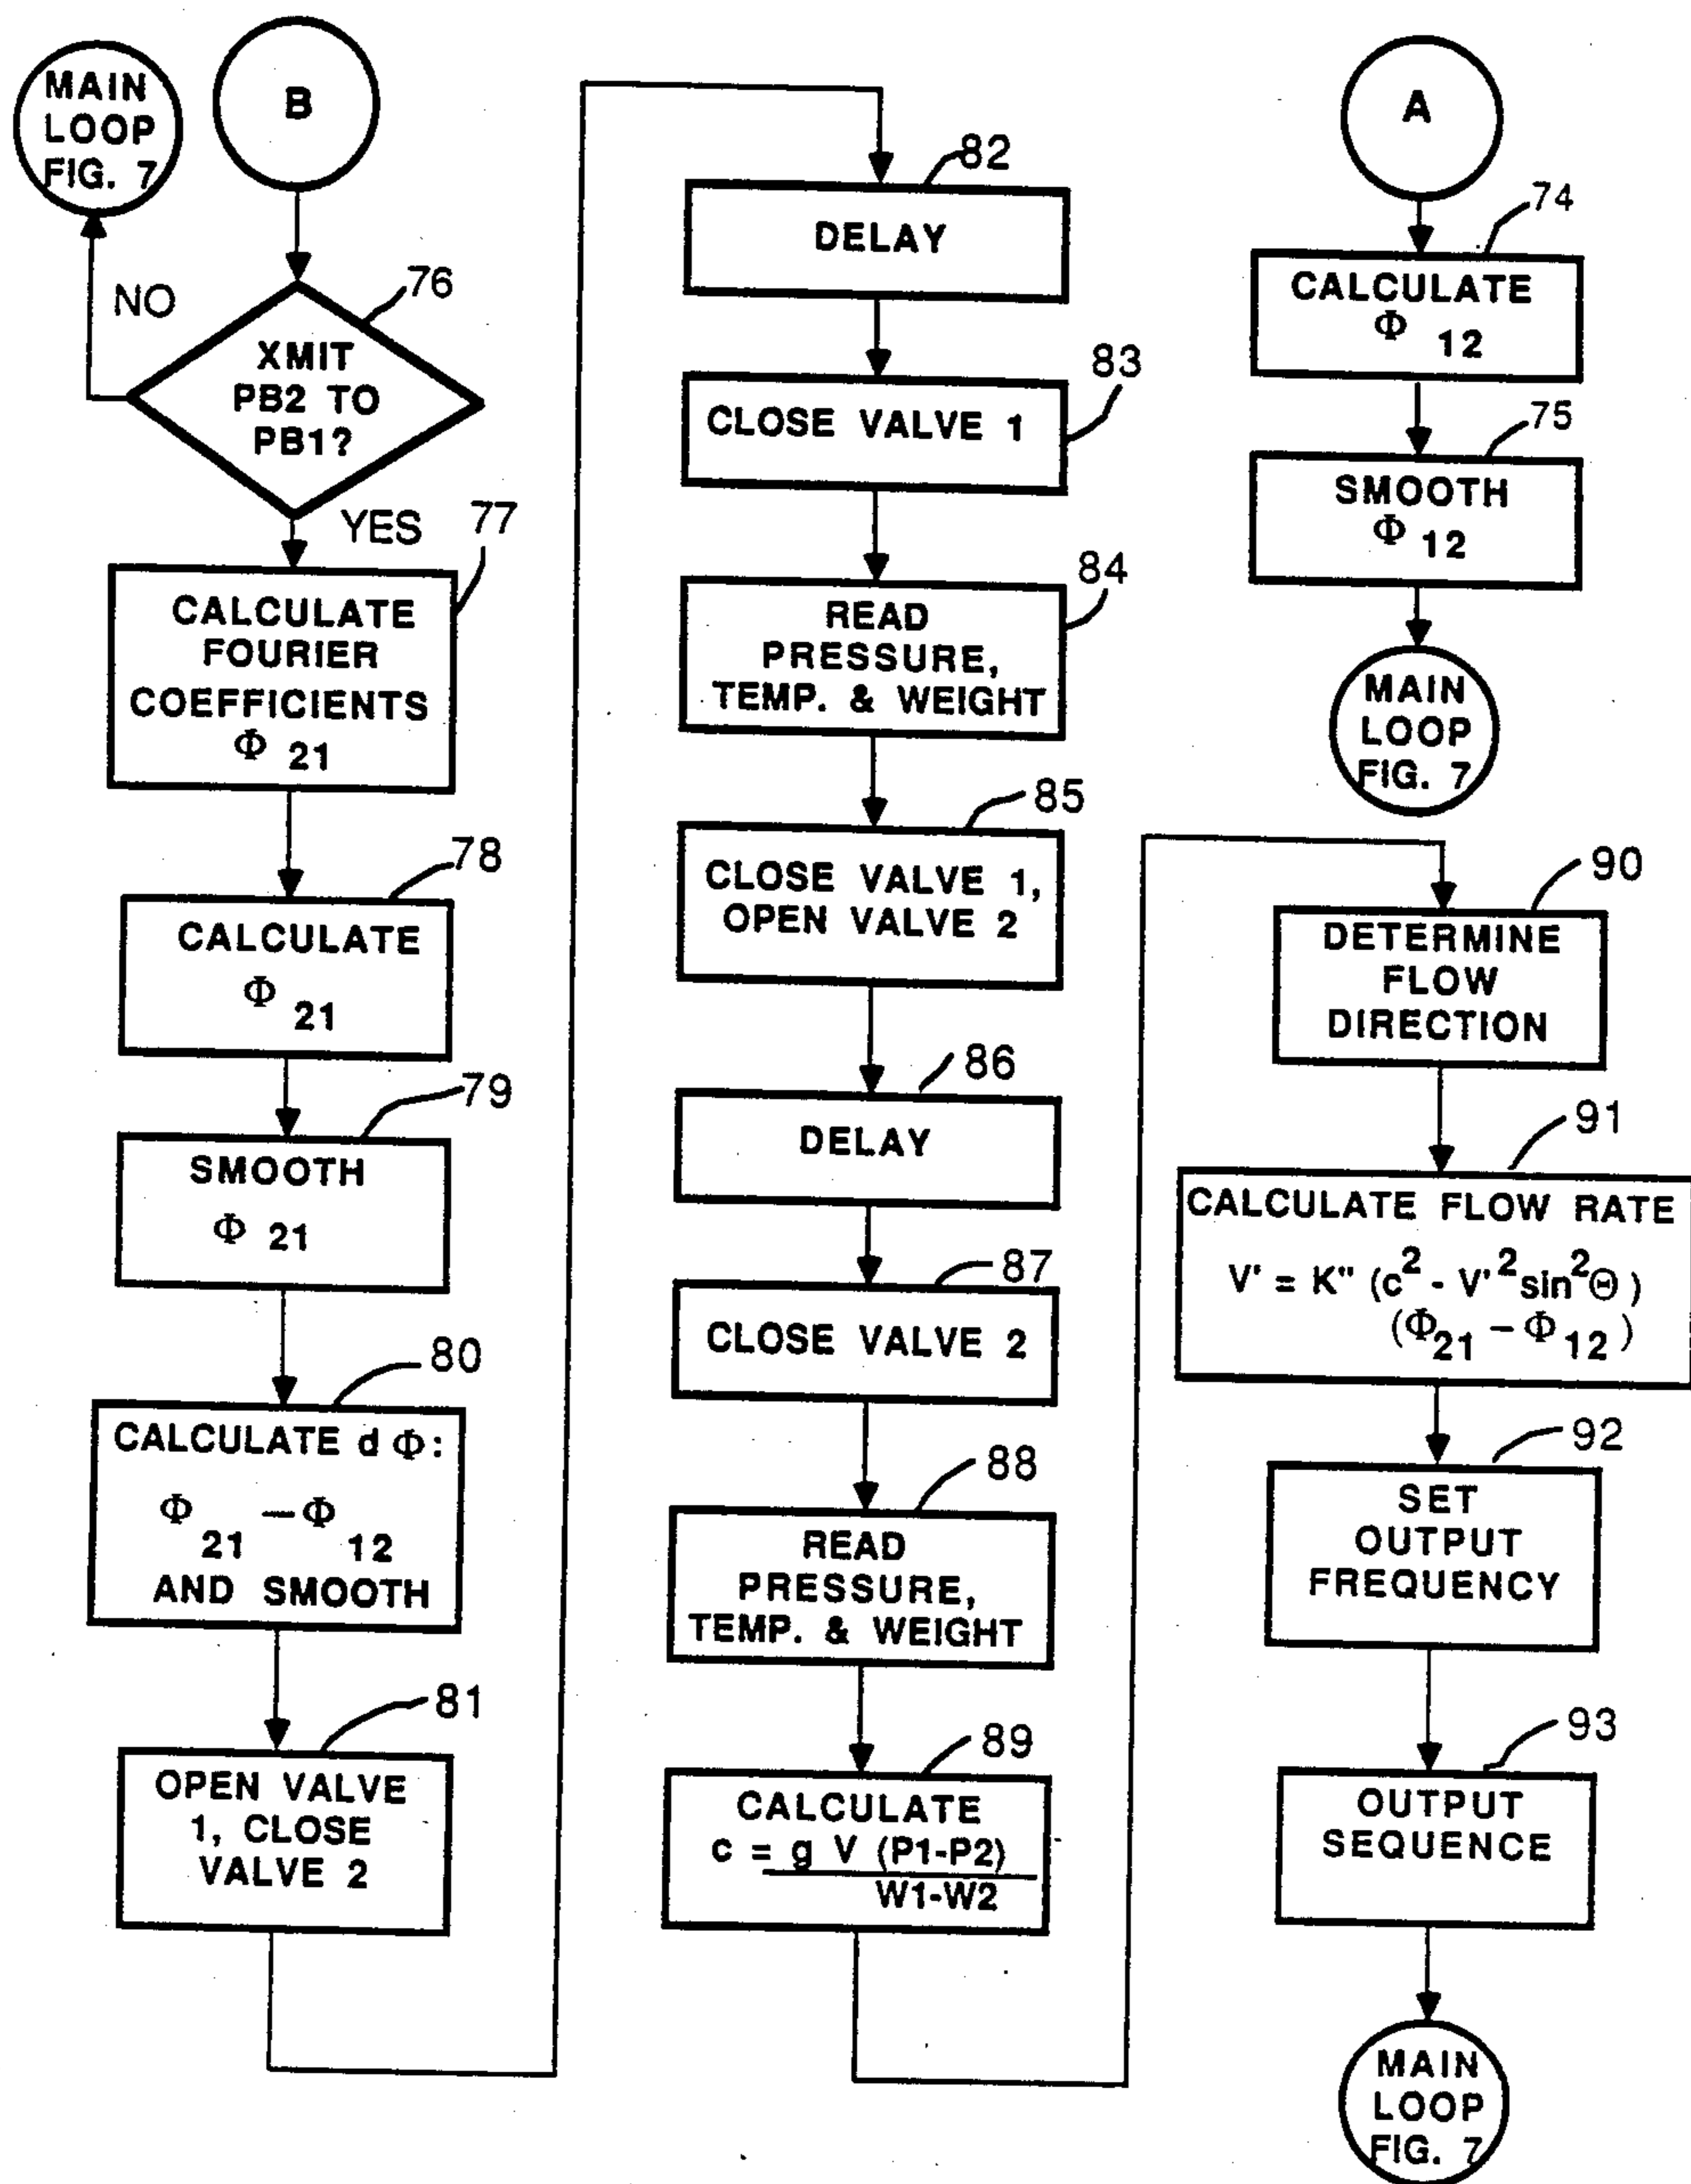 MAIN
LOOP
FIG. 7
B
NO
76
XMIT
PB2 TO
PB1?
YES
77
CALCULATE
FOURIER
COEFFICIENTS
Φ 21
78
CALCULATE
Φ 21
79
SMOOTH
Φ 21
80
CALCULATE d Φ:
Φ 21 – Φ 12
AND SMOOTH
81
OPEN VALVE
1, CLOSE
VALVE 2
82
DELAY
83
CLOSE VALVE 1
84
READ
PRESSURE,
TEMP. & WEIGHT
85
CLOSE VALVE 1,
OPEN VALVE 2
86
DELAY
87
CLOSE VALVE 2
88
READ
PRESSURE,
TEMP. & WEIGHT
89
CALCULATE
c = g V (P1-P2)
W1-W2
A
74
CALCULATE
Φ 12
75
SMOOTH
Φ 12
MAIN
LOOP
FIG. 7
90
DETERMINE
FLOW
DIRECTION
91
CALCULATE FLOW RATE
V' = K" (c² - V'² sin²Θ)
(Φ21 – Φ12)
92
SET
OUTPUT
FREQUENCY
93
OUTPUT
SEQUENCE
MAIN
LOOP
FIG. 7